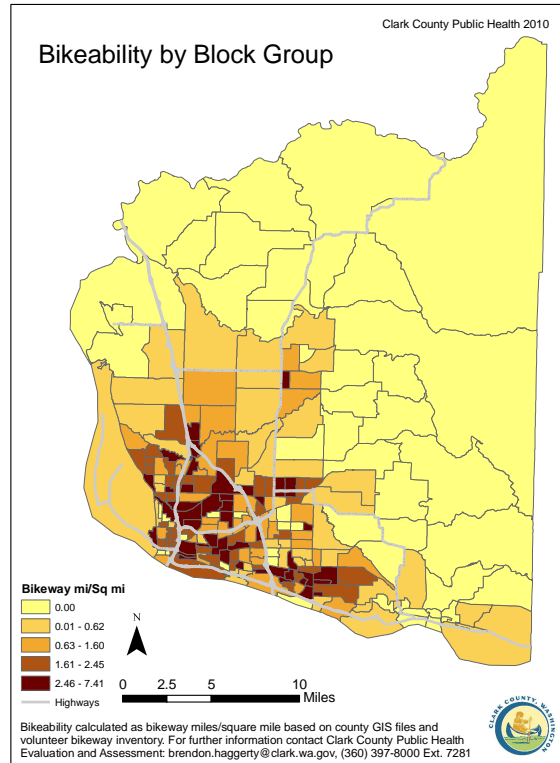 Clark County Public Health 2010
Bikeability by Block Group
Bikeway mi/Sq mi
0.00
0.01 - 0.62
0.63 - 1.60
1.61 - 2.45
2.46 - 7.41
Highways
N
0 2.5 5 10
Miles
CLARK COUNTY, WASHINGTON
Bikeability calculated as bikeway miles/square mile based on county GIS files and
volunteer bikeway inventory. For further information contact Clark County Public Health
Evaluation and Assessment: brendon.haggerty@clark.wa.gov, (360) 397-8000 Ext. 7281